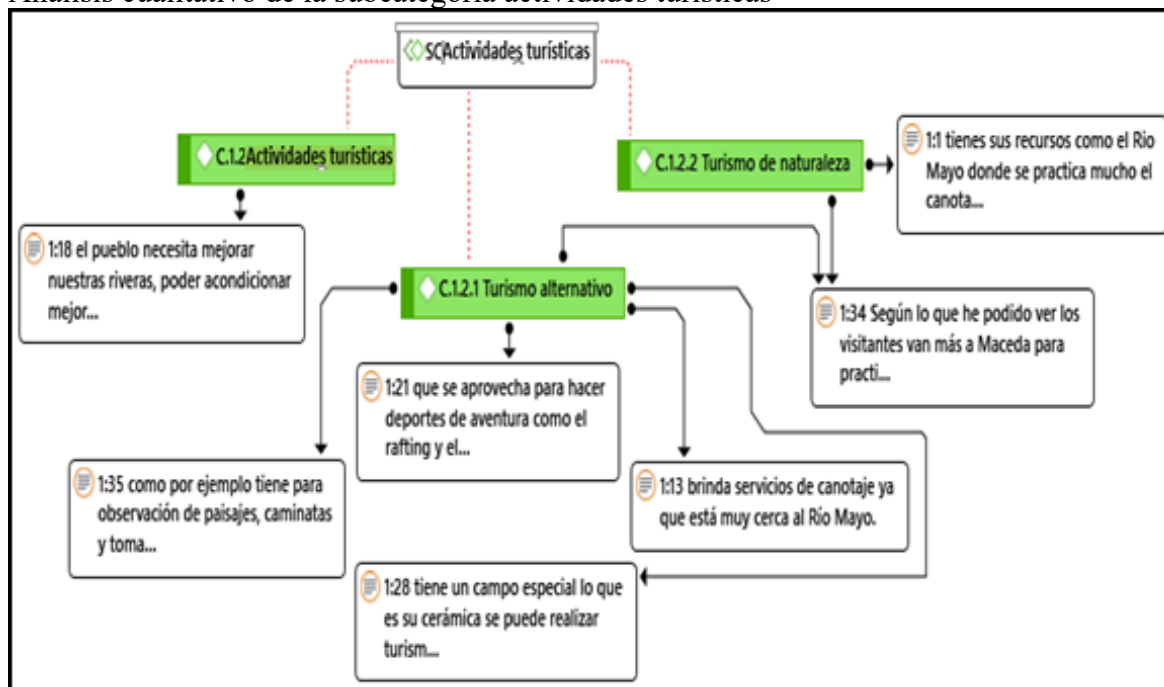 Análisis cualitativo de la subcategoría actividades turísticas
SC Actividades turísticas
C.1.2 Actividades turísticas
C.1.2.2 Turismo de naturaleza
1:1 tienes sus recursos como el Rio
Mayo donde se practica mucho el
canota...
1:18 el pueblo necesita mejorar
nuestras riveras, poder acondicionar
mejor...
C.1.2.1 Turismo alternativo
1:34 Según lo que he podido ver los
visitantes van más a Maceda para
practi...
1:21 que se aprovecha para hacer
deportes de aventura como el
rafting y el...
1:35 como por ejemplo tiene para
observación de paisajes, caminatas
y toma...
1:13 brinda servicios de canotaje ya
que está muy cerca al Río Mayo.
1:28 tiene un campo especial lo que
es su cerámica se puede realizar
turism...